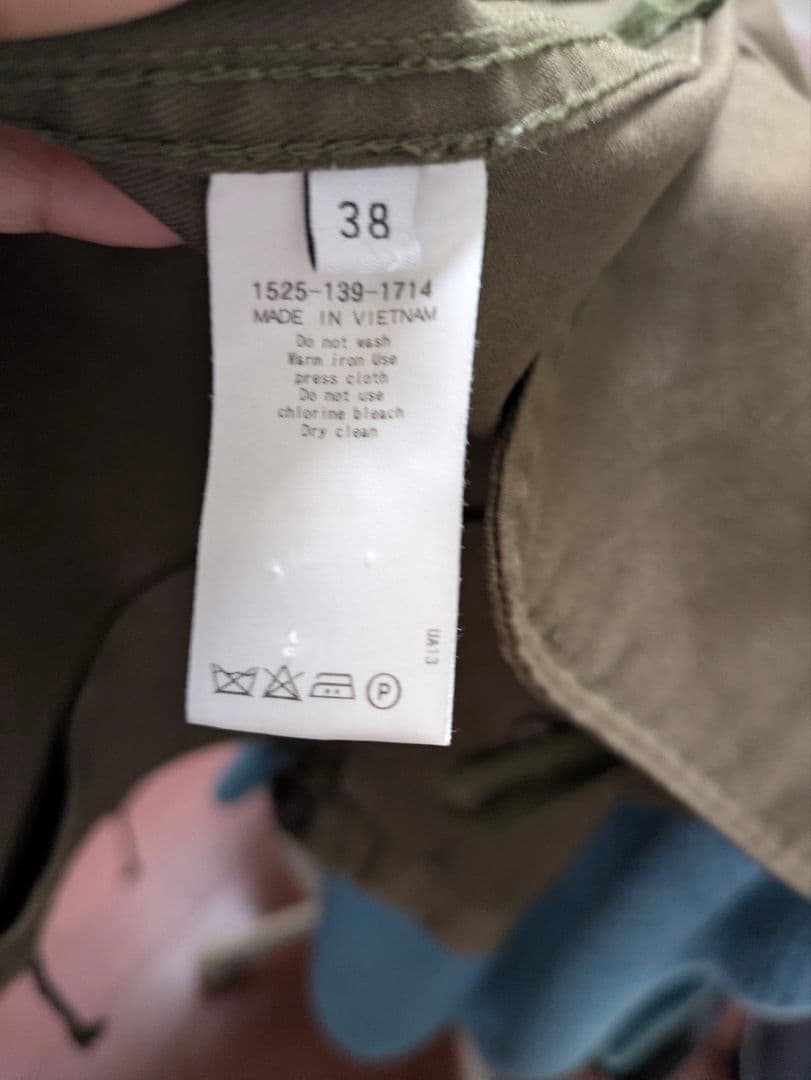 38
1525-139-1714
MADE IN VIETNAM
Do not wash
Warm iron Use
press cloth
Do not use
chlorine bleach
Dry clean
UA13
P